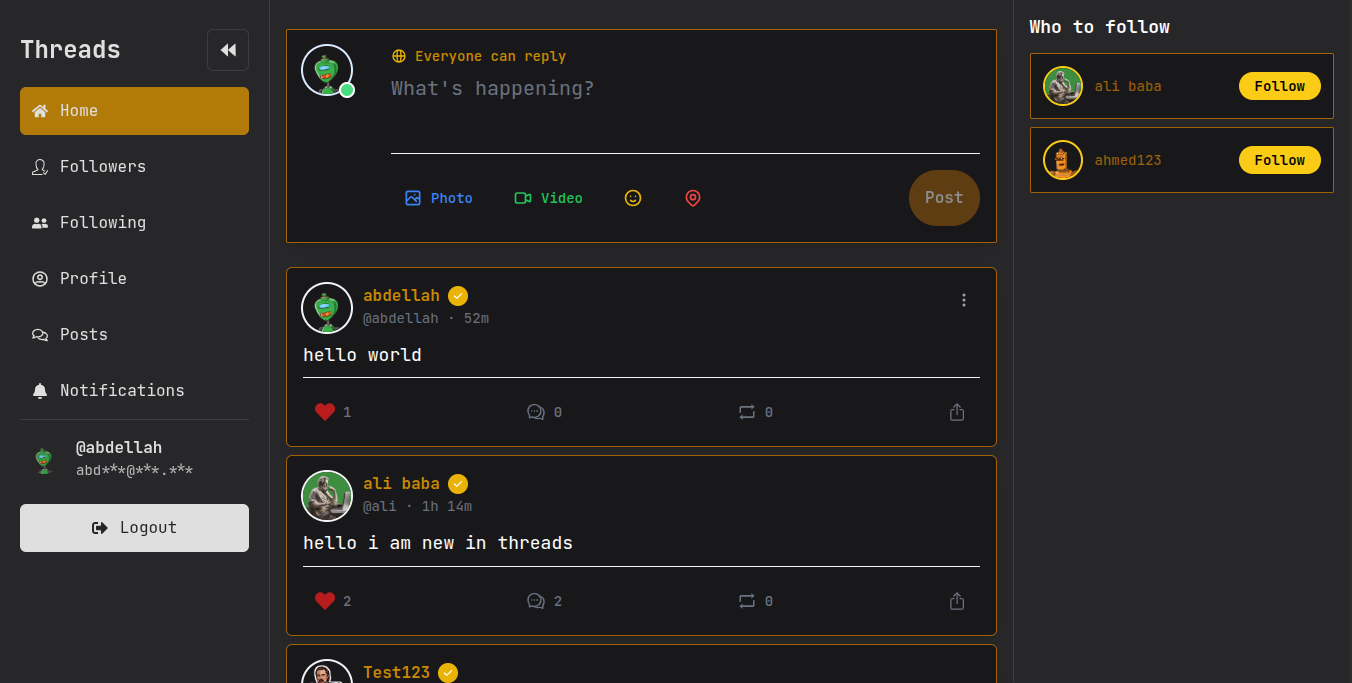 Threads
Home
Followers
Following
Profile
Posts
Notifications
@abdellah
abd***@***.***
Logout
Everyone can reply
What's happening?
Photo
Video
Post
abdellah
@abdellah · 52m
hello world
1
0
0
ali baba
@ali · 1h 14m
hello i am new in threads
2
2
0
Test123
Who to follow
ali baba
Follow
ahmed123
Follow